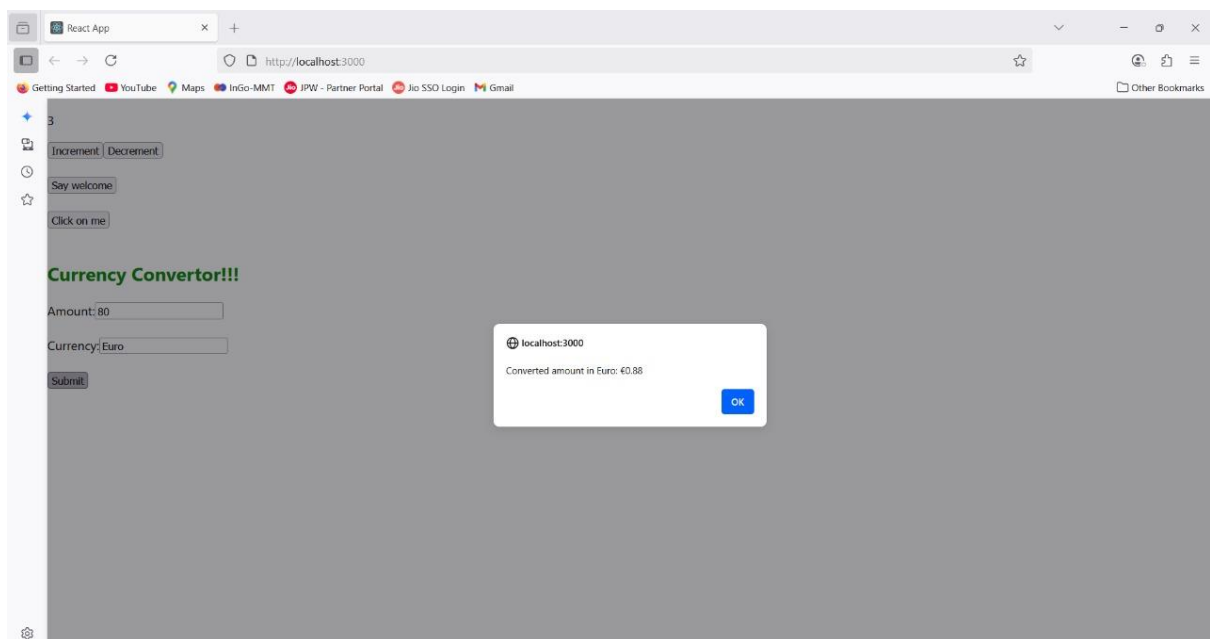 React App
http://localhost:3000
Getting Started YouTube Maps InGo-MMT JPW - Partner Portal Jio SSO Login Gmail Other Bookmarks
3
Increment Decrement
Say welcome
Click on me
Currency Convertor!!!
Amount: 80
Currency: Euro
Submit
localhost:3000
Converted amount in Euro: €0.88
OK